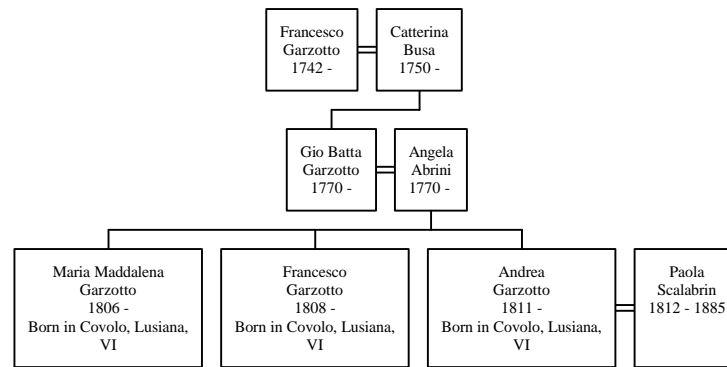 Francesco
Garzotto
1742 -
Catterina
Busa
1750 -
Gio Batta
Garzotto
1770 -
Angela
Abrini
1770 -
Maria Maddalena
Garzotto
1806 -
Born in Covolo, Lusiana,
VI
Francesco
Garzotto
1808 -
Born in Covolo, Lusiana,
VI
Andrea
Garzotto
1811 -
Born in Covolo, Lusiana,
VI
Paola
Scalabrin
1812 - 1885